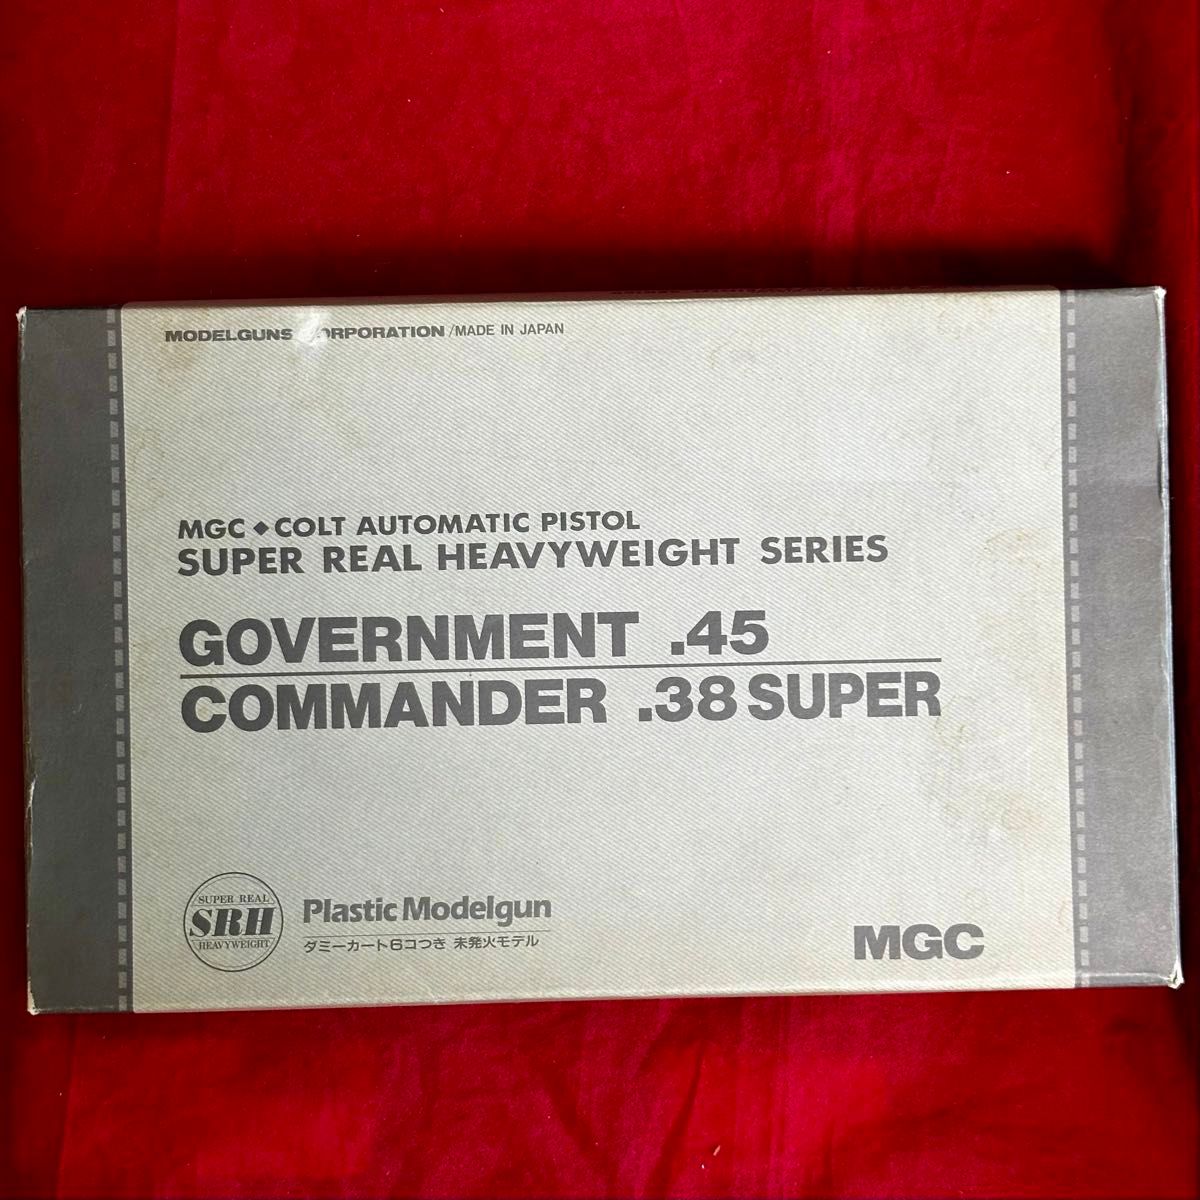 MODELGUNS CORPORATION /MADE IN JAPAN
MGC◆COLT AUTOMATIC PISTOL
SUPER REAL HEAVYWEIGHT SERIES
GOVERNMENT .45
COMMANDER .38 SUPER
SUPER REAL
SRH
HEAVYWEIGHT
Plastic Modelgun
ダミーカート6コつき 未発火モデル
MGC